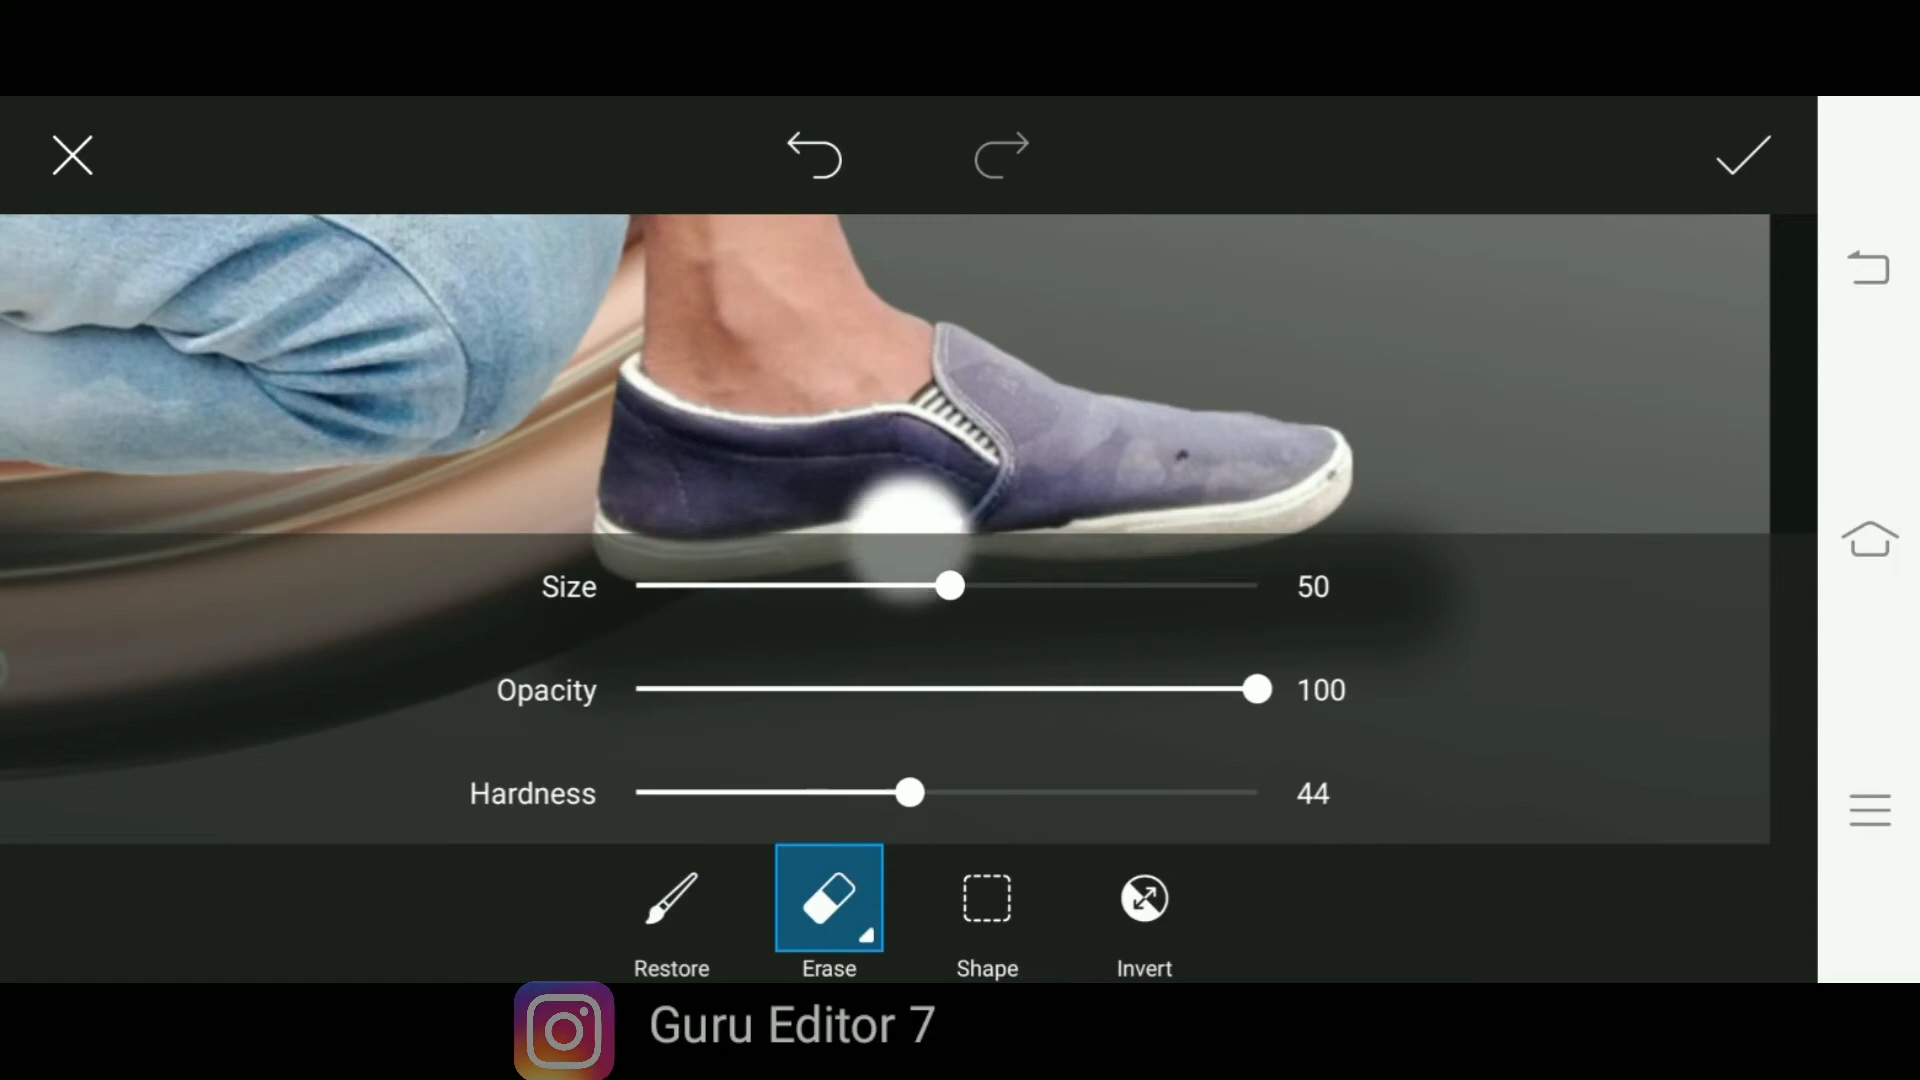 Size 50
Opacity 100
Hardness 44
Restore Erase Shape Invert
Guru Editor 7